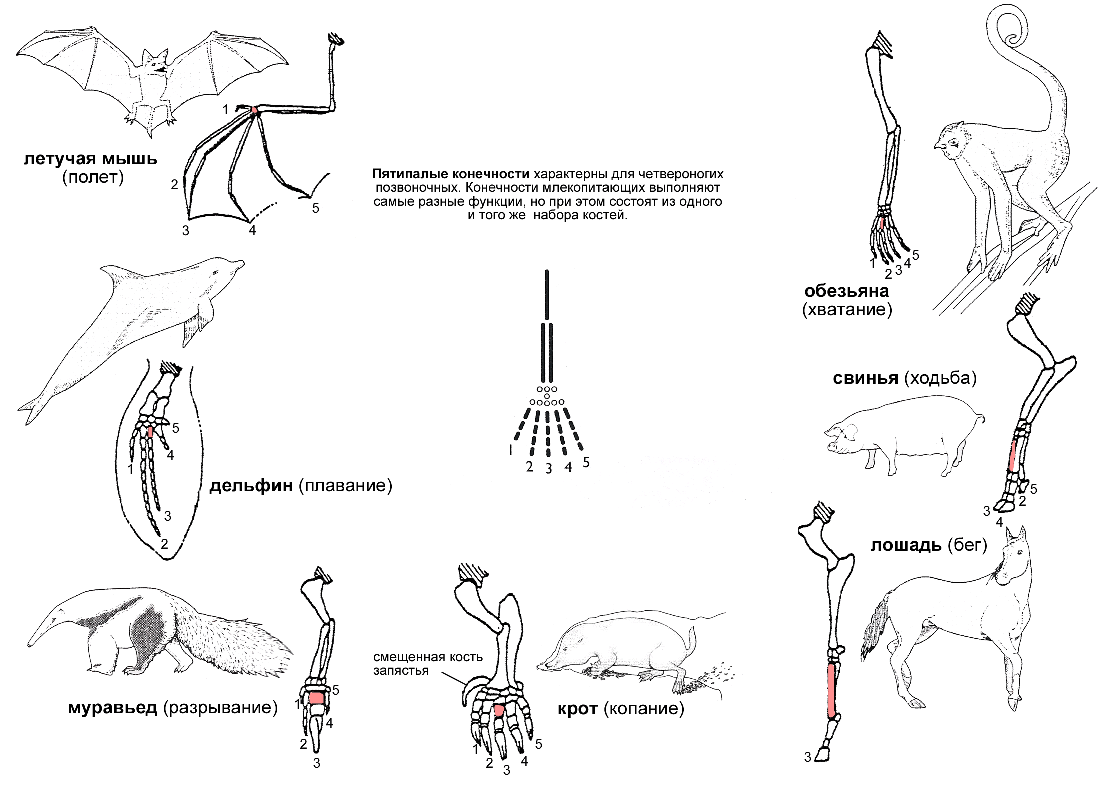 летучая мышь
(полет)
1
2
3
4
5
Пятипалые конечности характерны для четвероногих
позвоночных. Конечности млекопитающих выполняют
самые разные функции, но при этом состоят из одного
и того же набора костей.
1
2
3
4
5
обезьяна
(хватание)
1
2
3
4
5
дельфин (плавание)
5
4
1
3
2
свинья (ходьба)
5
2
3
4
лошадь (бег)
3
муравьед (разрывание)
5
1
4
2
3
смещенная кость
запястья
крот (копание)
1
2
3
4
5